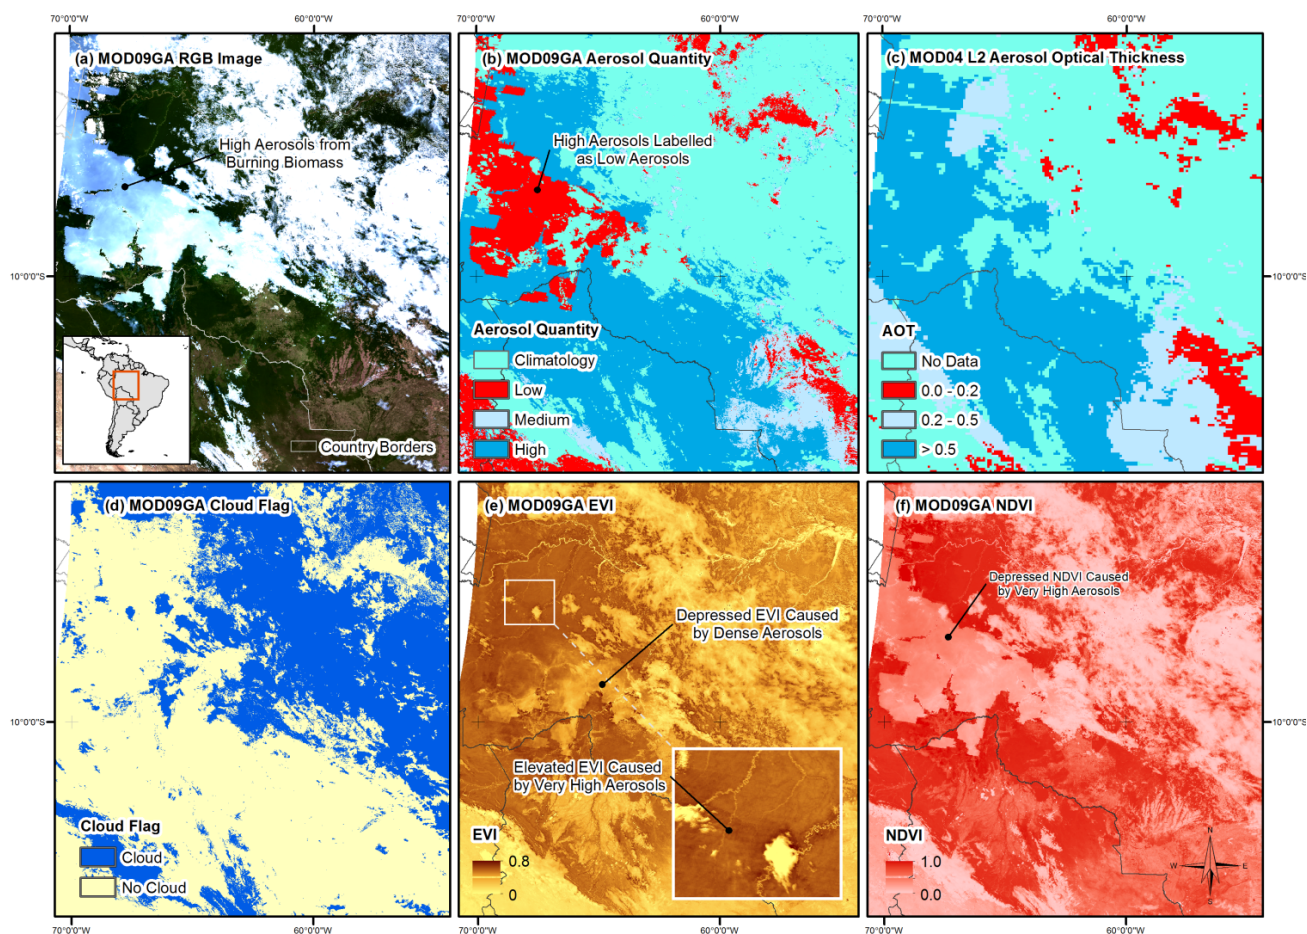 70°0'0"W
60°0'0"W
70°0'0"W
60°0'0"W
60°0'0"W
(a) MOD09GA RGB Image
High Aerosols from
Burning Biomass
10°0'0"S
Country Borders
(b) MOD09GA Aerosol Quantity
High Aerosols Labelled
as Low Aerosols
Aerosol Quantity
Climatology
Low
Medium
High
(c) MOD04 L2 Aerosol Optical Thickness
10°0'0"S
AOT
No Data
0.0 - 0.2
0.2 - 0.5
> 0.5
(d) MOD09GA Cloud Flag
10°0'0"S
Cloud Flag
Cloud
No Cloud
(e) MOD09GA EVI
Depressed EVI Caused
by Dense Aerosols
Elevated EVI Caused
by Very High Aerosols
EVI
0.8
0
(f) MOD09GA NDVI
Depressed NDVI Caused
by Very High Aerosols
10°0'0"S
NDVI
1.0
0.0
N
W
E
S
70°0'0"W
60°0'0"W
70°0'0"W
60°0'0"W
60°0'0"W